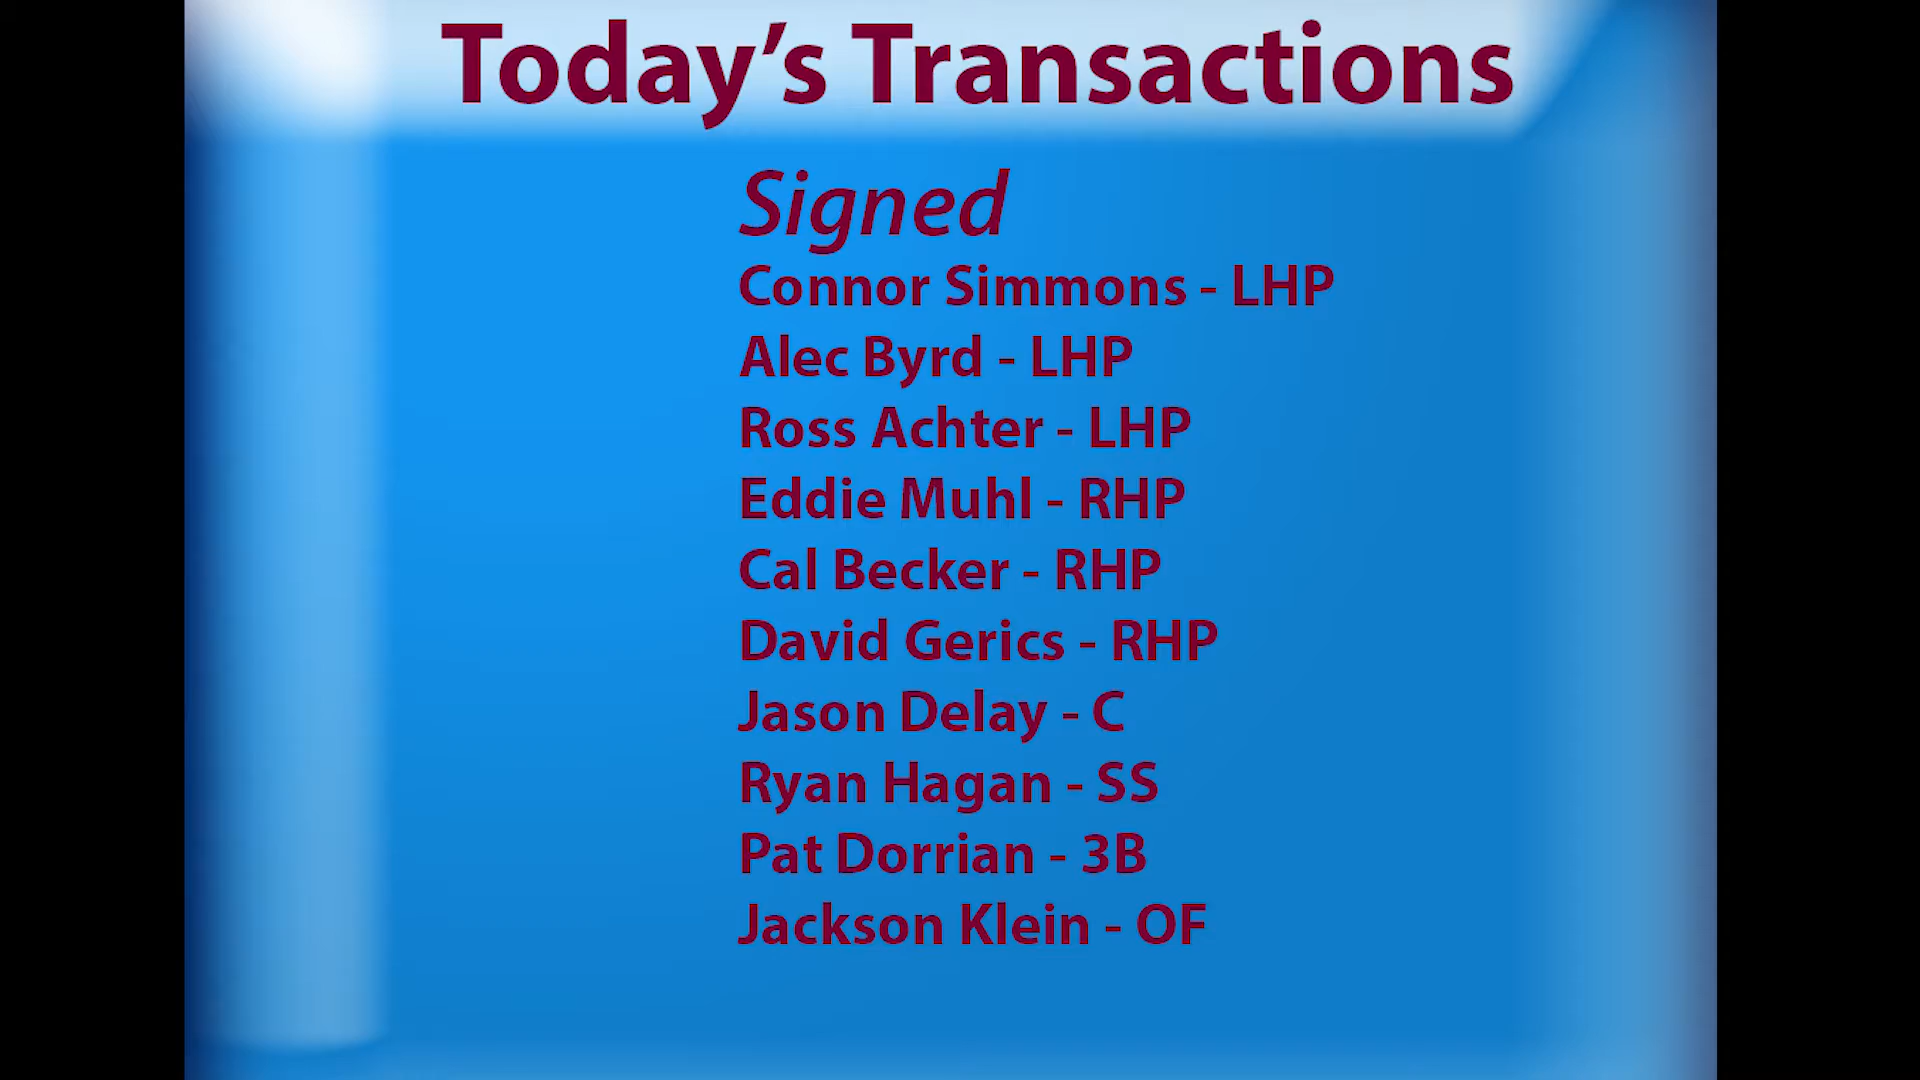 Today’s Transactions
Signed
Connor Simmons - LHP
Alec Byrd - LHP
Ross Achter - LHP
Eddie Muhl - RHP
Cal Becker - RHP
David Gerics - RHP
Jason Delay - C
Ryan Hagan - SS
Pat Dorrian - 3B
Jackson Klein - OF